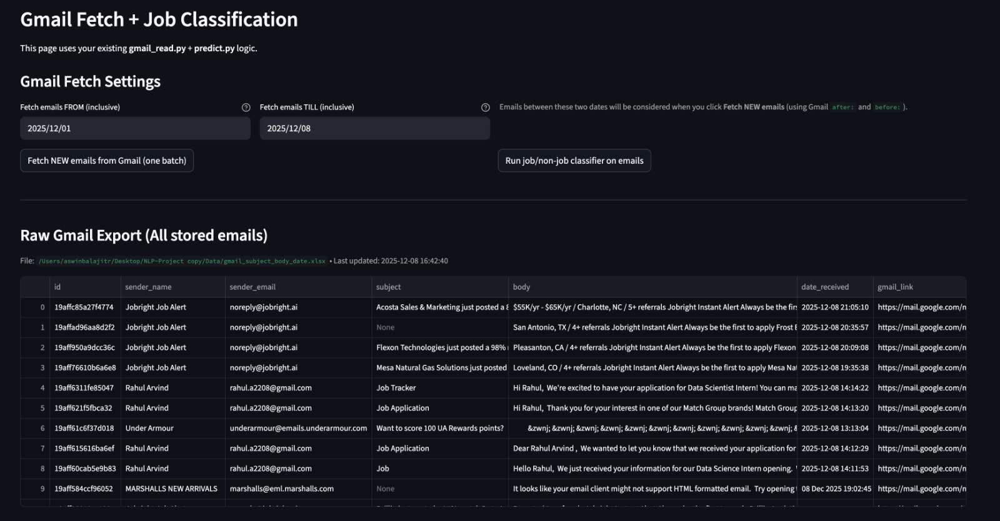 Gmail Fetch + Job Classification
This page uses your existing gmail_read.py + predict.py logic.
Gmail Fetch Settings
Fetch emails FROM (inclusive)
Fetch emails TILL (inclusive)
Emails between these two dates will be considered when you click Fetch NEW emails (using Gmail after: and before: ).
2025/12/01
2025/12/08
Fetch NEW emails from Gmail (one batch)
Run job/non-job classifier on emails
Raw Gmail Export (All stored emails)
File: /Users/aswinbalajitr/Desktop/NLP-Project copy/Data/gmail_subject_body_date.xlsx • Last updated: 2025-12-08 16:42:40
id sender_name sender_email subject body date_received gmail_link
0 19affc85a27f4774 Jobright Job Alert noreply@jobright.ai Acosta Sales & Marketing just posted a $55K/yr - $65K/yr / Charlotte, NC / 5+ referrals Jobright Instant Alert Always be the 2025-12-08 21:05:10 https://mail.google.com/
1 19affad96aa8d2f2 Jobright Job Alert noreply@jobright.ai None San Antonio, TX / 4+ referrals Jobright Instant Alert Always be the first to apply Frost 2025-12-08 20:35:57 https://mail.google.com/
2 19aff950a9dcc36c Jobright Job Alert noreply@jobright.ai Flexon Technologies just posted a 98% Pleasanton, CA / 4+ referrals Jobright Instant Alert Always be the first to apply Flexon 2025-12-08 20:09:08 https://mail.google.com/
3 19aff76610b6a6e8 Jobright Job Alert noreply@jobright.ai Mesa Natural Gas Solutions just posted Loveland, CO / 4+ referrals Jobright Instant Alert Always be the first to apply Mesa 2025-12-08 19:35:38 https://mail.google.com/
4 19aff6311fe85047 Rahul Arvind rahul.a2208@gmail.com Job Tracker Hi Rahul, We're excited to have your application for Data Scientist Intern! You can 2025-12-08 14:14:22 https://mail.google.com/
5 19aff621f5fbca32 Rahul Arvind rahul.a2208@gmail.com Job Application Hi Rahul, Thank you for your interest in one of our Match Group brands! Match Group 2025-12-08 14:13:20 https://mail.google.com/
6 19aff61c6f37d018 Under Armour underarmour@emails.underarmour.com Want to score 100 UA Rewards points? &zwnj; &zwnj; &zwnj; &zwnj; &zwnj; &zwnj; &zwnj; &zwnj; &zwnj; &zwnj; &zwnj; 2025-12-08 13:13:04 https://mail.google.com/
7 19aff615616ba6ef Rahul Arvind rahul.a2208@gmail.com Job Application Dear Rahul Arvind , We wanted to let you know that we received your application for 2025-12-08 14:12:29 https://mail.google.com/
8 19aff60cab5e9b83 Rahul Arvind rahul.a2208@gmail.com Job Hello Rahul, We just received your information for our Data Science Intern opening. 2025-12-08 14:11:53 https://mail.google.com/
9 19aff584ccf96052 MARSHALLS NEW ARRIVALS marshalls@eml.marshalls.com None It looks like your email client might not support HTML formatted email. Try opening 08 Dec 2025 19:02:45 https://mail.google.com/